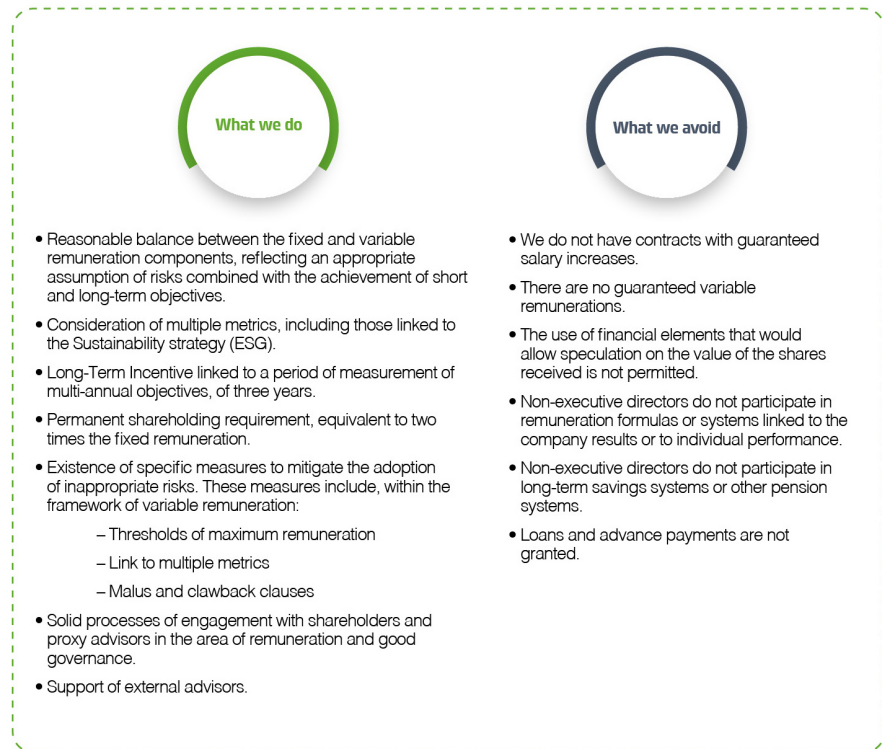 What we do
• Reasonable balance between the fixed and variable
remuneration components, reflecting an appropriate
assumption of risks combined with the achievement of short
and long-term objectives.
• Consideration of multiple metrics, including those linked to
the Sustainability strategy (ESG).
• Long-Term Incentive linked to a period of measurement of
multi-annual objectives, of three years.
• Permanent shareholding requirement, equivalent to two
times the fixed remuneration.
• Existence of specific measures to mitigate the adoption
of inappropriate risks. These measures include, within the
framework of variable remuneration:
– Thresholds of maximum remuneration
– Link to multiple metrics
– Malus and clawback clauses
• Solid processes of engagement with shareholders and
proxy advisors in the area of remuneration and good
governance.
• Support of external advisors.
What we avoid
• We do not have contracts with guaranteed
salary increases.
• There are no guaranteed variable
remunerations.
• The use of financial elements that would
allow speculation on the value of the shares
received is not permitted.
• Non-executive directors do not participate in
remuneration formulas or systems linked to the
company results or to individual performance.
• Non-executive directors do not participate in
long-term savings systems or other pension
systems.
• Loans and advance payments are not
granted.